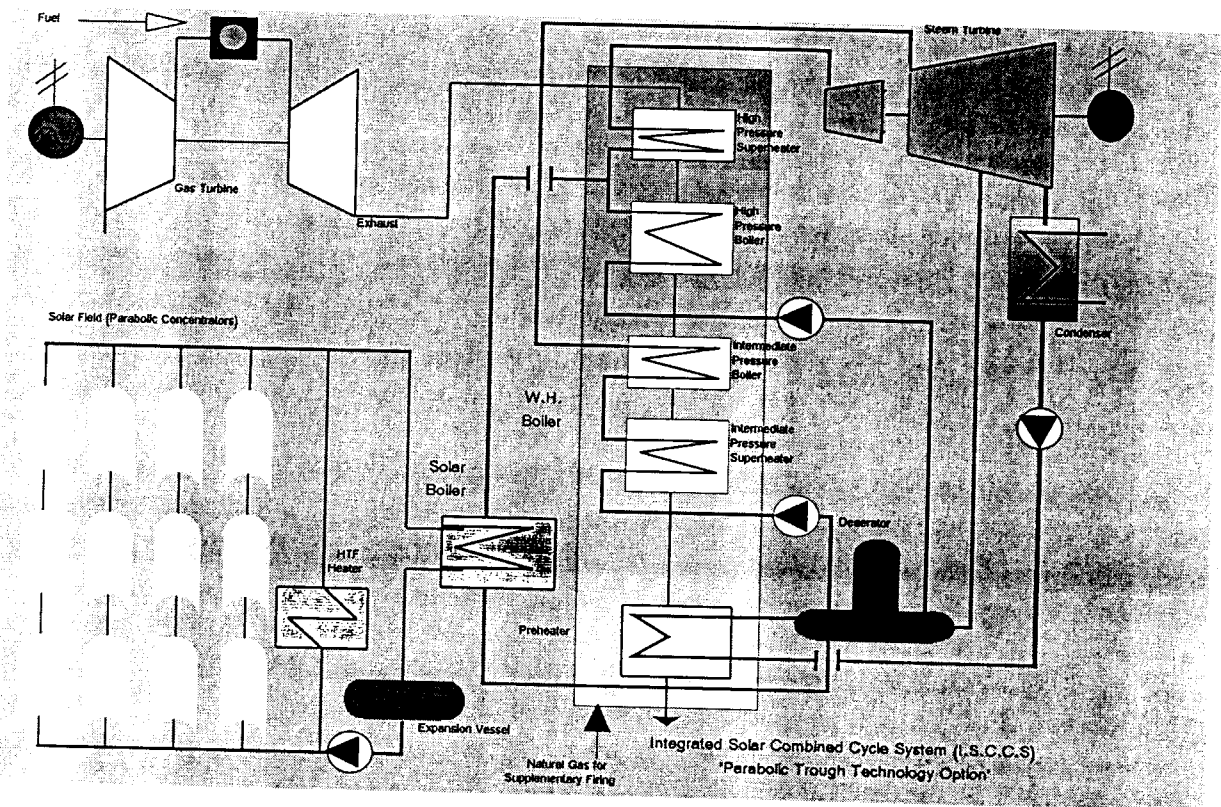 Fuel
Steam Turbine
High
Pressure
Superheater
Gas Turbine
Exhaust
High
Pressure
Boiler
Condenser
Solar Field (Parabolic Concentrators)
Intermediate
Pressure
Boiler
W.H.
Boiler
Intermediate
Pressure
Superheater
Solar
Boiler
Deaerator
HTF
Heater
Preheater
Expansion Vessel
Natural Gas for
Supplementary Firing
Integrated Solar Combined Cycle System (I.S.C.C.S)
"Parabolic Trough Technology Option"